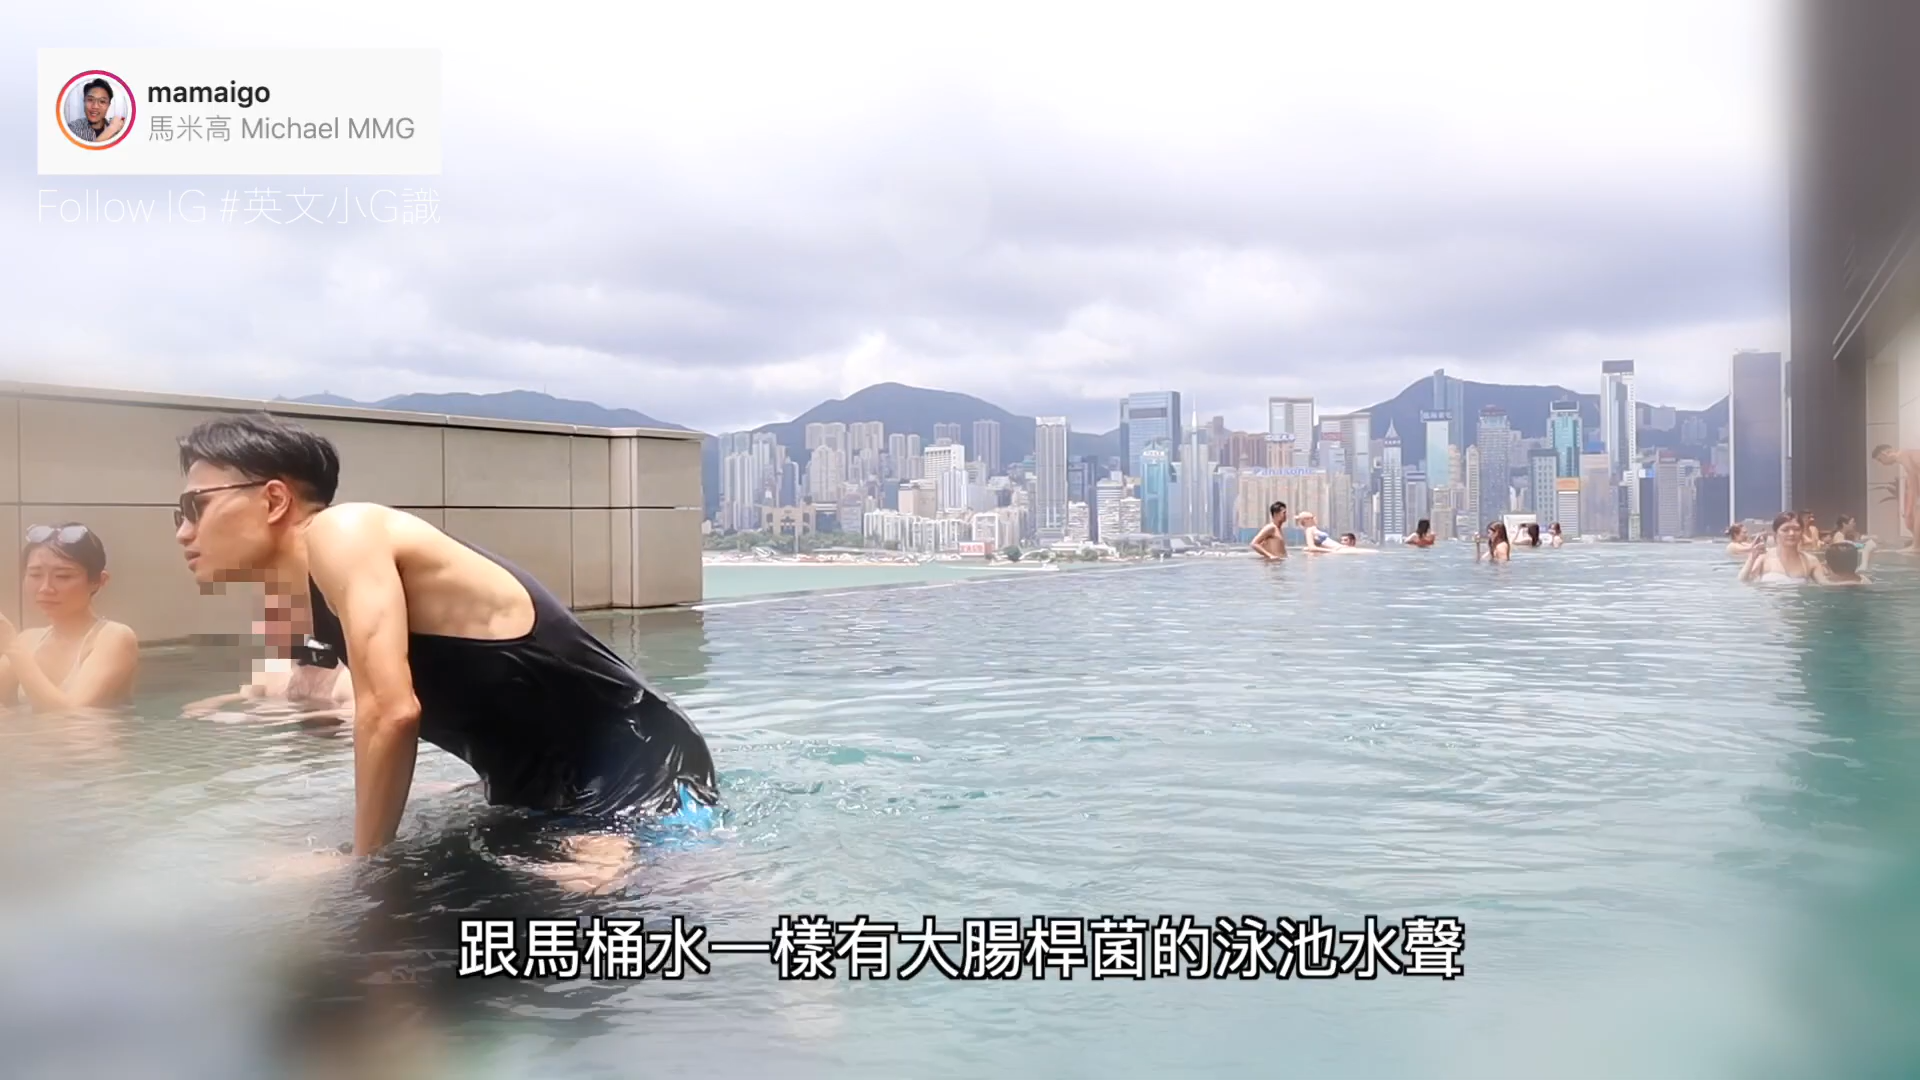 mamaigo
馬米高 Michael MMG
Follow IG #英文小G識
Panasonic
跟馬桶水一樣有大腸桿菌的泳池水聲